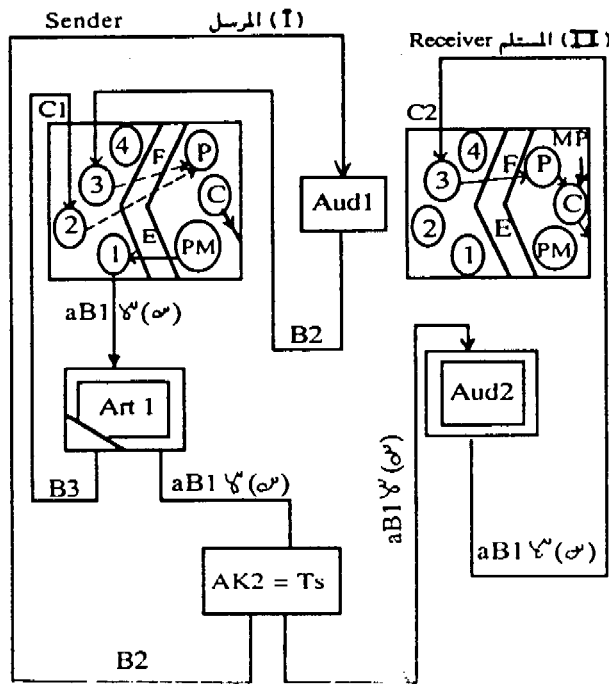 Sender المرسل (I)
Receiver المستلم (II)
C1
4
F
P
3
C
2
E
1
PM
Aud1
B2
aB1
Art 1
B3
aB1
AK2 = Ts
B2
C2
4
F
P
MP
3
C
2
E
1
PM
Aud2
aB1
aB1